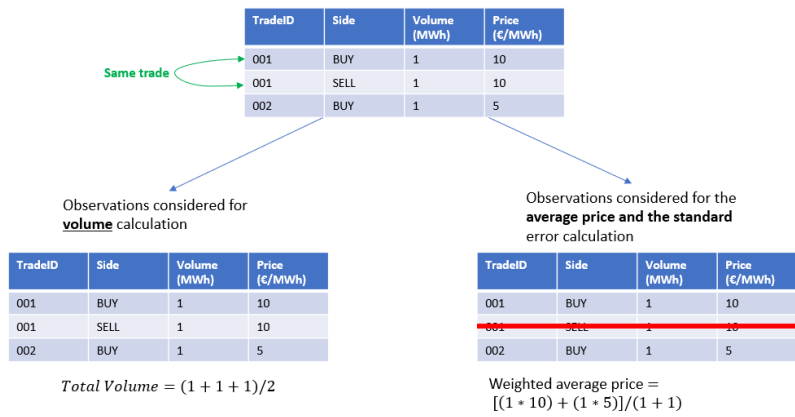 TradeID Side Volume (MWh) Price (€/MWh)
001 BUY 1 10
Same trade
001 SELL 1 10
002 BUY 1 5
Observations considered for
volume calculation
Observations considered for the
average price and the standard
error calculation
TradeID Side Volume (MWh) Price (€/MWh)
001 BUY 1 10
001 SELL 1 10
002 BUY 1 5
Total Volume = (1 + 1 + 1)/2
TradeID Side Volume (MWh) Price (€/MWh)
001 BUY 1 10
001 SELL 1 10
002 BUY 1 5
Weighted average price =
[(1 * 10) + (1 * 5)]/(1 + 1)